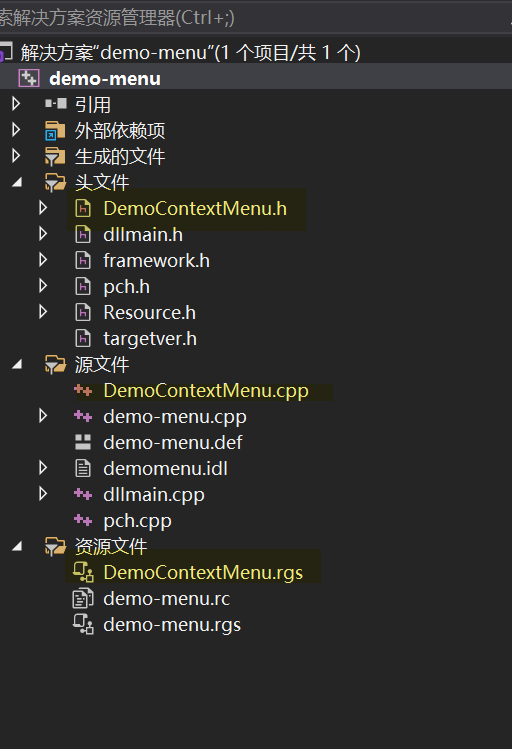 索解决方案资源管理器(Ctrl+;)
解决方案“demo-menu”(1 个项目/共 1 个)
demo-menu
引用
外部依赖项
生成的文件
头文件
DemoContextMenu.h
dllmain.h
framework.h
pch.h
Resource.h
targetver.h
源文件
DemoContextMenu.cpp
demo-menu.cpp
demo-menu.def
demomenu.idl
dllmain.cpp
pch.cpp
资源文件
DemoContextMenu.rgs
demo-menu.rc
demo-menu.rgs